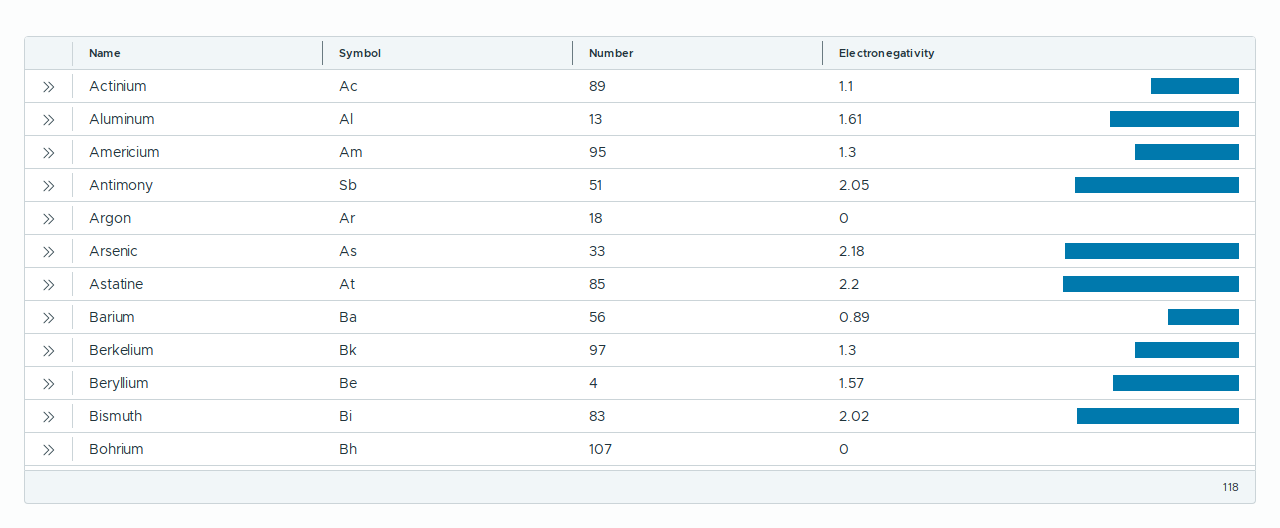 Name Symbol Number Electronegativity
Actinium Ac 89 1.1
Aluminum Al 13 1.61
Americium Am 95 1.3
Antimony Sb 51 2.05
Argon Ar 18 0
Arsenic As 33 2.18
Astatine At 85 2.2
Barium Ba 56 0.89
Berkelium Bk 97 1.3
Beryllium Be 4 1.57
Bismuth Bi 83 2.02
Bohrium Bh 107 0
118